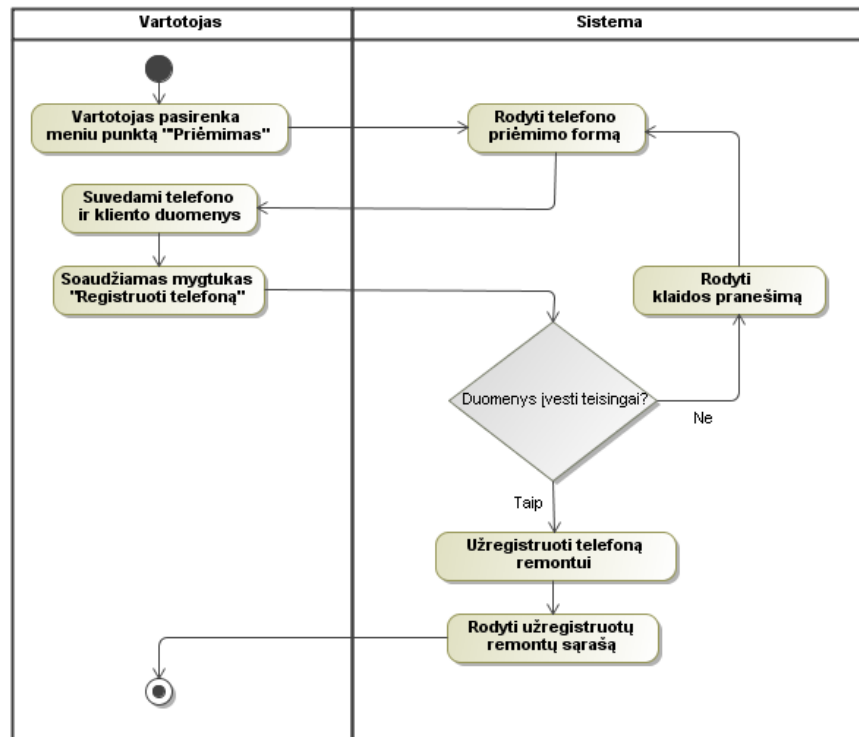 Vartotojas
Sistema
Vartotojas pasirenka
meniu punktą "'Priėmimas"
Rodyti telefono
priėmimo formą
Suvedami telefono
ir kliento duomenys
Soaudžiamas mygtukas
"Registruoti telefoną"
Rodyti
klaidos pranešimą
Duomenys įvesti teisingai?
Ne
Taip
Užregistruoti telefoną
remontui
Rodyti užregistruotų
remontų sąrašą